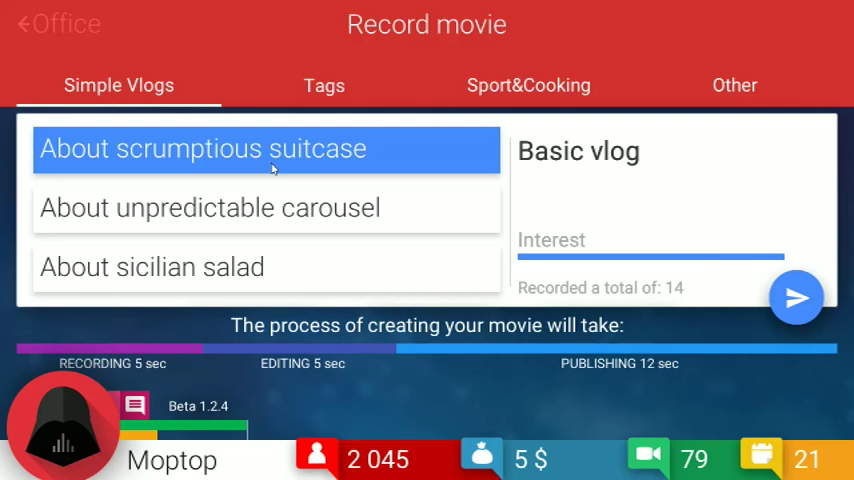 Office
Record movie
Simple Vlogs
Tags
Sport&Cooking
Other
About scrumptious suitcase
About unpredictable carousel
About sicilian salad
Basic vlog
Interest
Recorded a total of: 14
The process of creating your movie will take:
RECORDING 5 sec
EDITING 5 sec
PUBLISHING 12 sec
Beta 1.2.4
Moptop
2 045
5 $
79
21